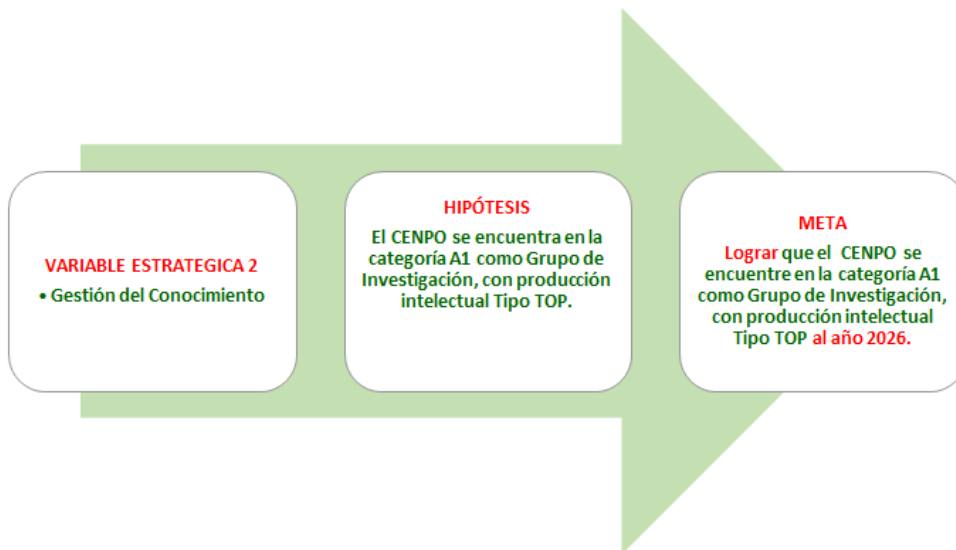 VARIABLE ESTRATEGICA 2
• Gestión del Conocimiento
HIPÓTESIS
El CENPO se encuentra en la
categoría A1 como Grupo de
Investigación, con producción
intelectual Tipo TOP.
META
Lograr que el CENPO se
encuentre en la categoría A1
como Grupo de Investigación,
con producción intelectual
Tipo TOP al año 2026.